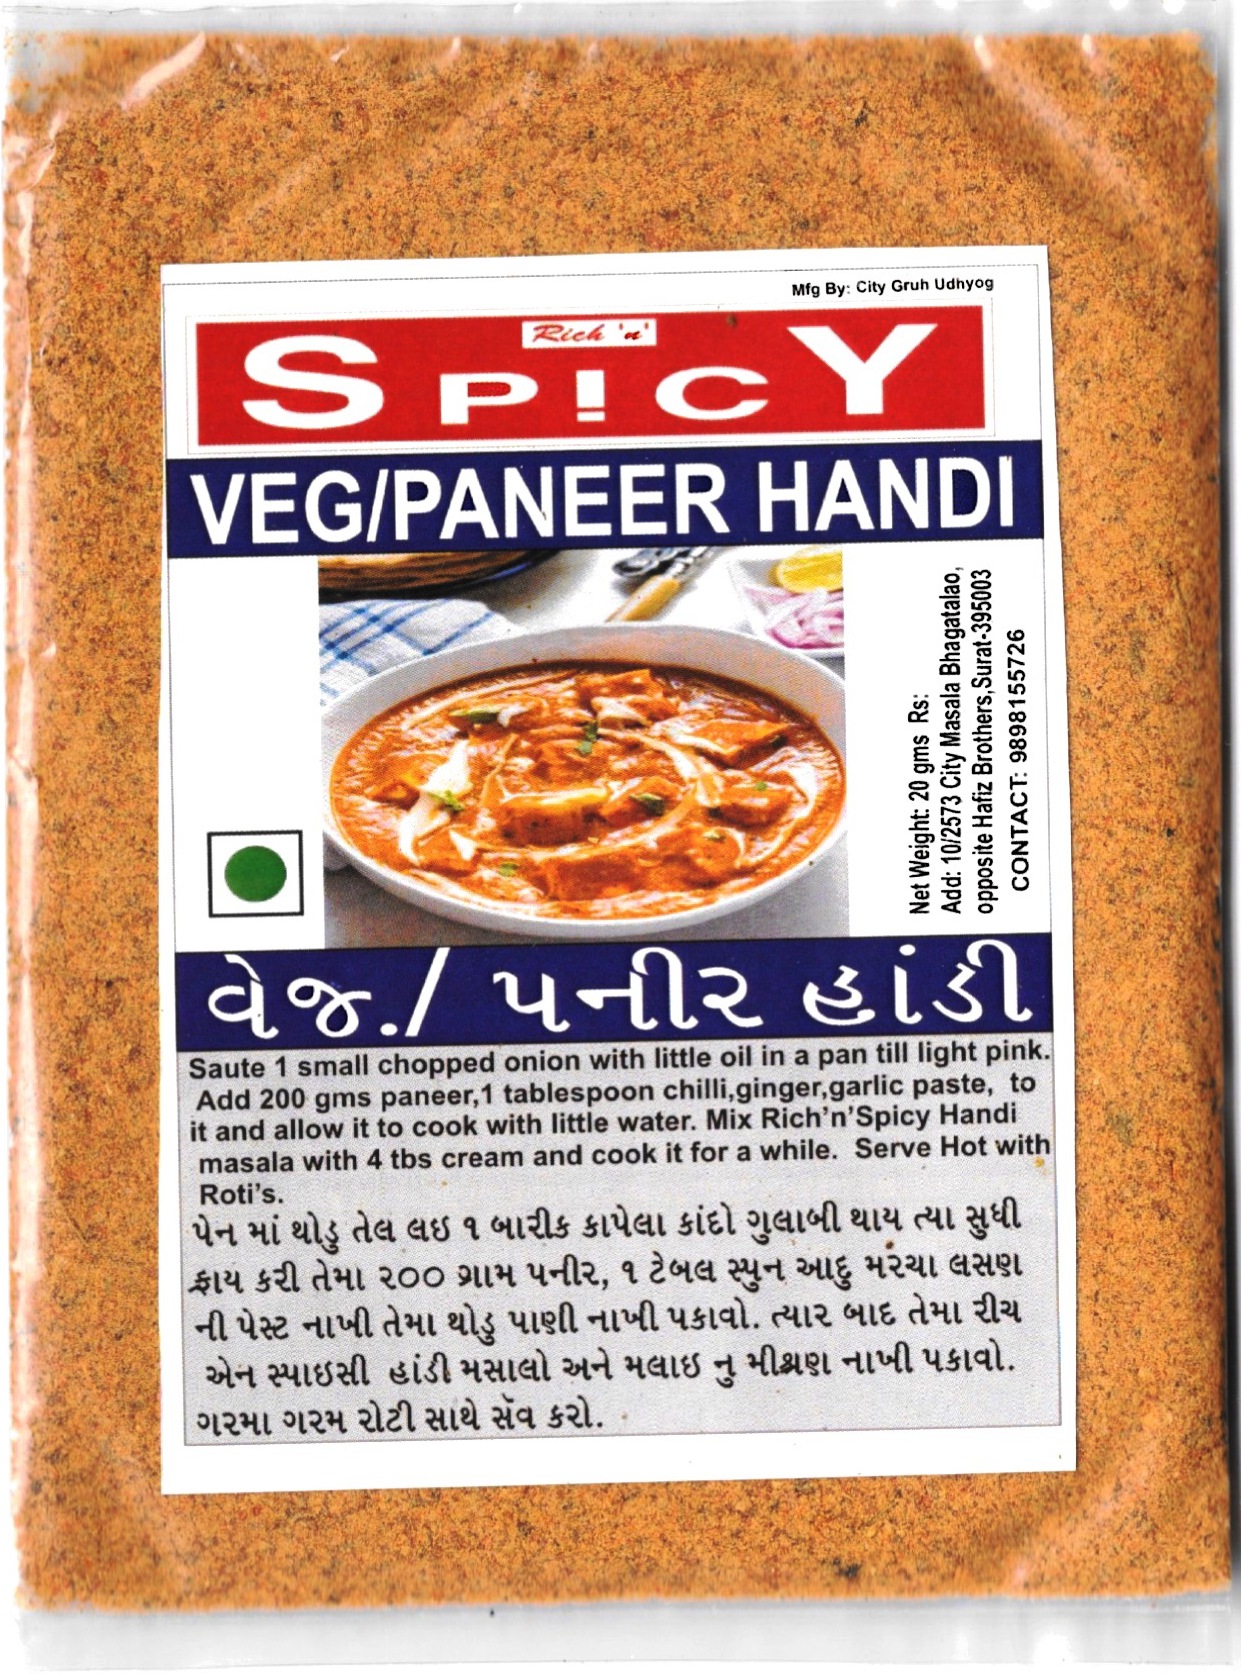 Mfg By: City Gruh Udhyog
Rich 'n'
SPICY
VEG/PANEER HANDI
Net Weight: 20 gms Rs:
Add: 10/2573 City Masala Bhagatalao,
opposite Hafiz Brothers,Surat-395003
CONTACT: 9898155726
વેજ./ પનીર હાંડી
Saute 1 small chopped onion with little oil in a pan till light pink.
Add 200 gms paneer,1 tablespoon chilli,ginger,garlic paste, to
it and allow it to cook with little water. Mix Rich'n'Spicy Handi
masala with 4 tbs cream and cook it for a while. Serve Hot with
Roti's.
પેન માં થોડુ તેલ લઇ ૧ બારીક કાપેલા કાંદો ગુલાબી થાય ત્યા સુધી
ફ્રાય કરી તેમા ૨૦૦ ગ્રામ પનીર, ૧ ટેબલ સ્પુન આદુ મરચા લસણ
ની પેસ્ટ નાખી તેમા થોડુ પાણી નાખી પકાવો. ત્યાર બાદ તેમા રીચ
એન સ્પાઇસી હાંડી મસાલો અને મલાઇ નુ મીશ્રણ નાખી પકાવો.
ગરમા ગરમ રોટી સાથે સૅવ કરો.